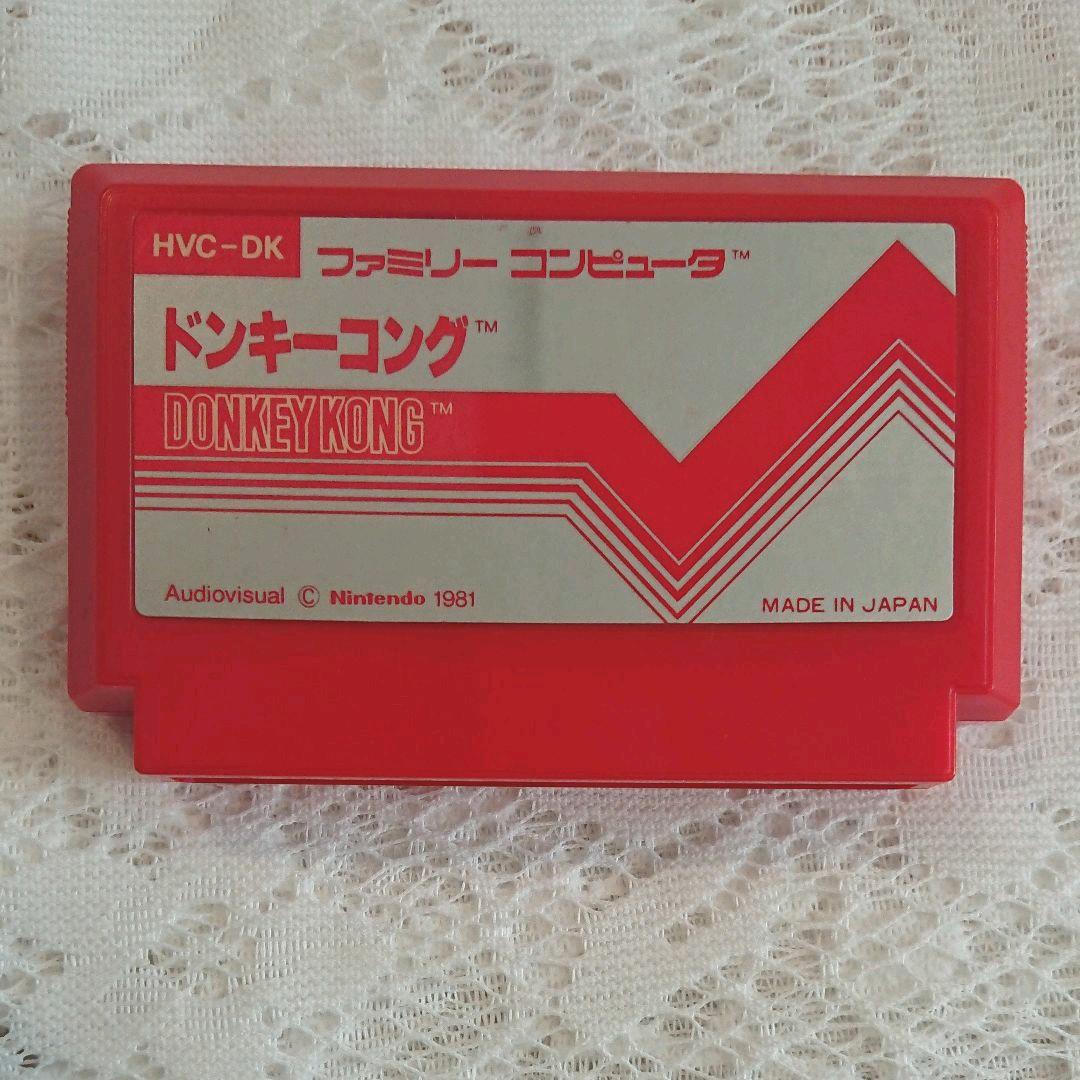 HVC-DK
ファミリー コンピュータ™
ドンキーコング™
DONKEY KONG™
Audiovisual © Nintendo 1981
MADE IN JAPAN